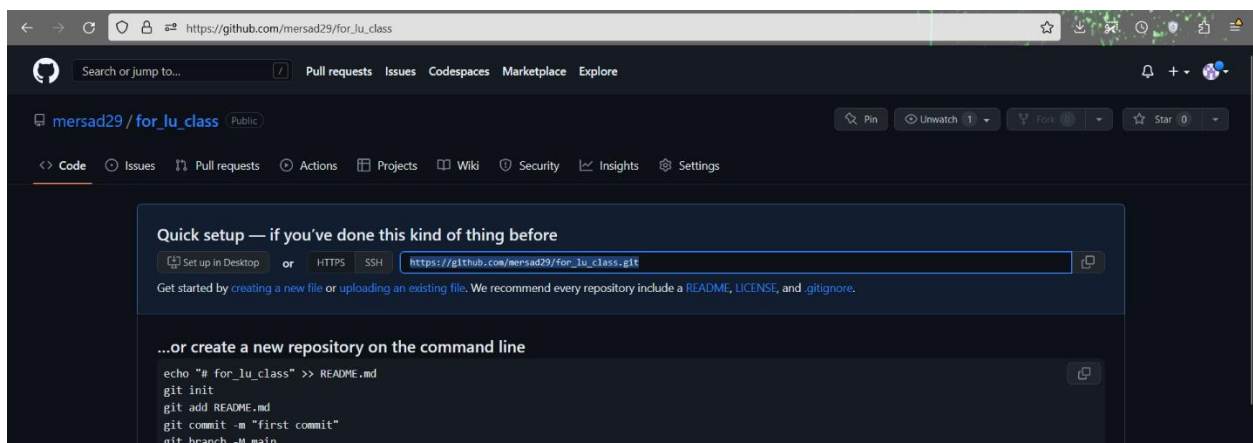 https://github.com/mersad29/for_lu_class
Search or jump to... / Pull requests Issues Codespaces Marketplace Explore
mersad29 / for_lu_class Public Pin Unwatch 1 Fork 0 Star 0
Code Issues Pull requests Actions Projects Wiki Security Insights Settings
Quick setup — if you've done this kind of thing before
Set up in Desktop or HTTPS SSH https://github.com/mersad29/for_lu_class.git
Get started by creating a new file or uploading an existing file. We recommend every repository include a README, LICENSE, and .gitignore.
...or create a new repository on the command line
echo "# for_lu_class" >> README.md
git init
git add README.md
git commit -m "first commit"
git branch -M main